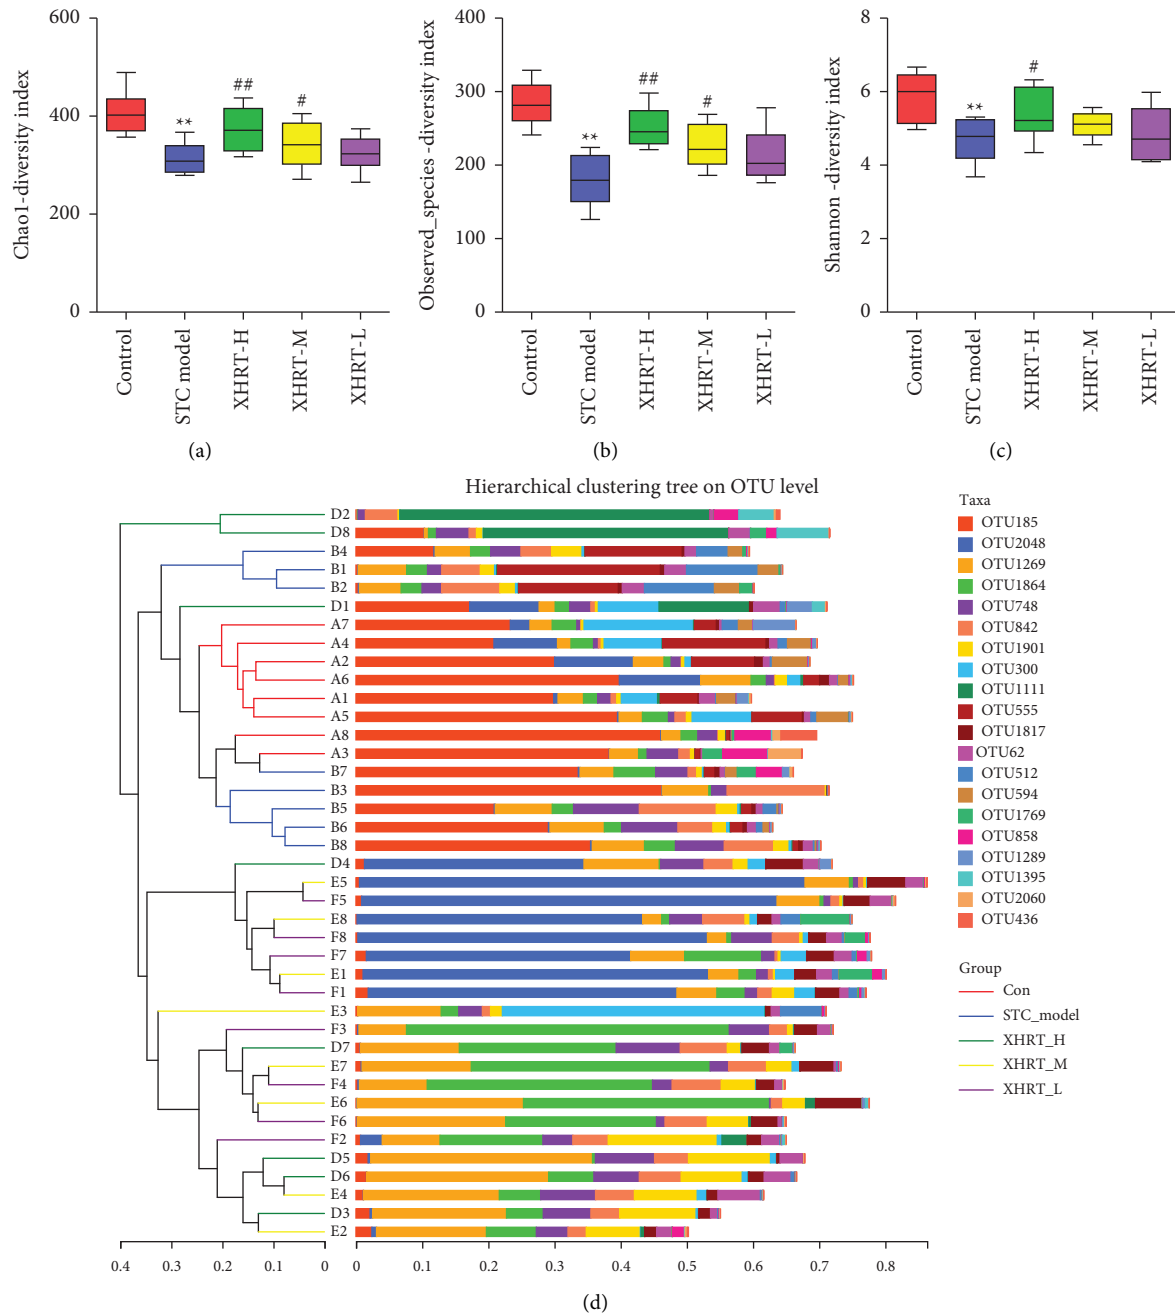 Chao1-diversity index
600
400
200
0
**
##
#
Control
STC model
XHRT-H
XHRT-M
XHRT-L
(a)
Observed_species -diversity index
400
300
200
100
0
**
##
#
Control
STC model
XHRT-H
XHRT-M
XHRT-L
(b)
Shannon -diversity index
8
6
4
2
0
**
#
Control
STC model
XHRT-H
XHRT-M
XHRT-L
(c)
Hierarchical clustering tree on OTU level
D2
D8
B4
B1
B2
D1
A7
A4
A2
A6
A1
A5
A8
A3
B7
B3
B5
B6
B8
D4
E5
F5
E8
F8
F7
E1
F1
E3
F3
D7
E7
F4
E6
F6
F2
D5
D6
E4
D3
E2
0.4 0.3 0.2 0.1 0
0 0.1 0.2 0.3 0.4 0.5 0.6 0.7 0.8
Taxa
OTU185
OTU2048
OTU1269
OTU1864
OTU748
OTU842
OTU1901
OTU300
OTU1111
OTU555
OTU1817
OTU62
OTU512
OTU594
OTU1769
OTU858
OTU1289
OTU1395
OTU2060
OTU436
Group
Con
STC_model
XHRT_H
XHRT_M
XHRT_L
(d)